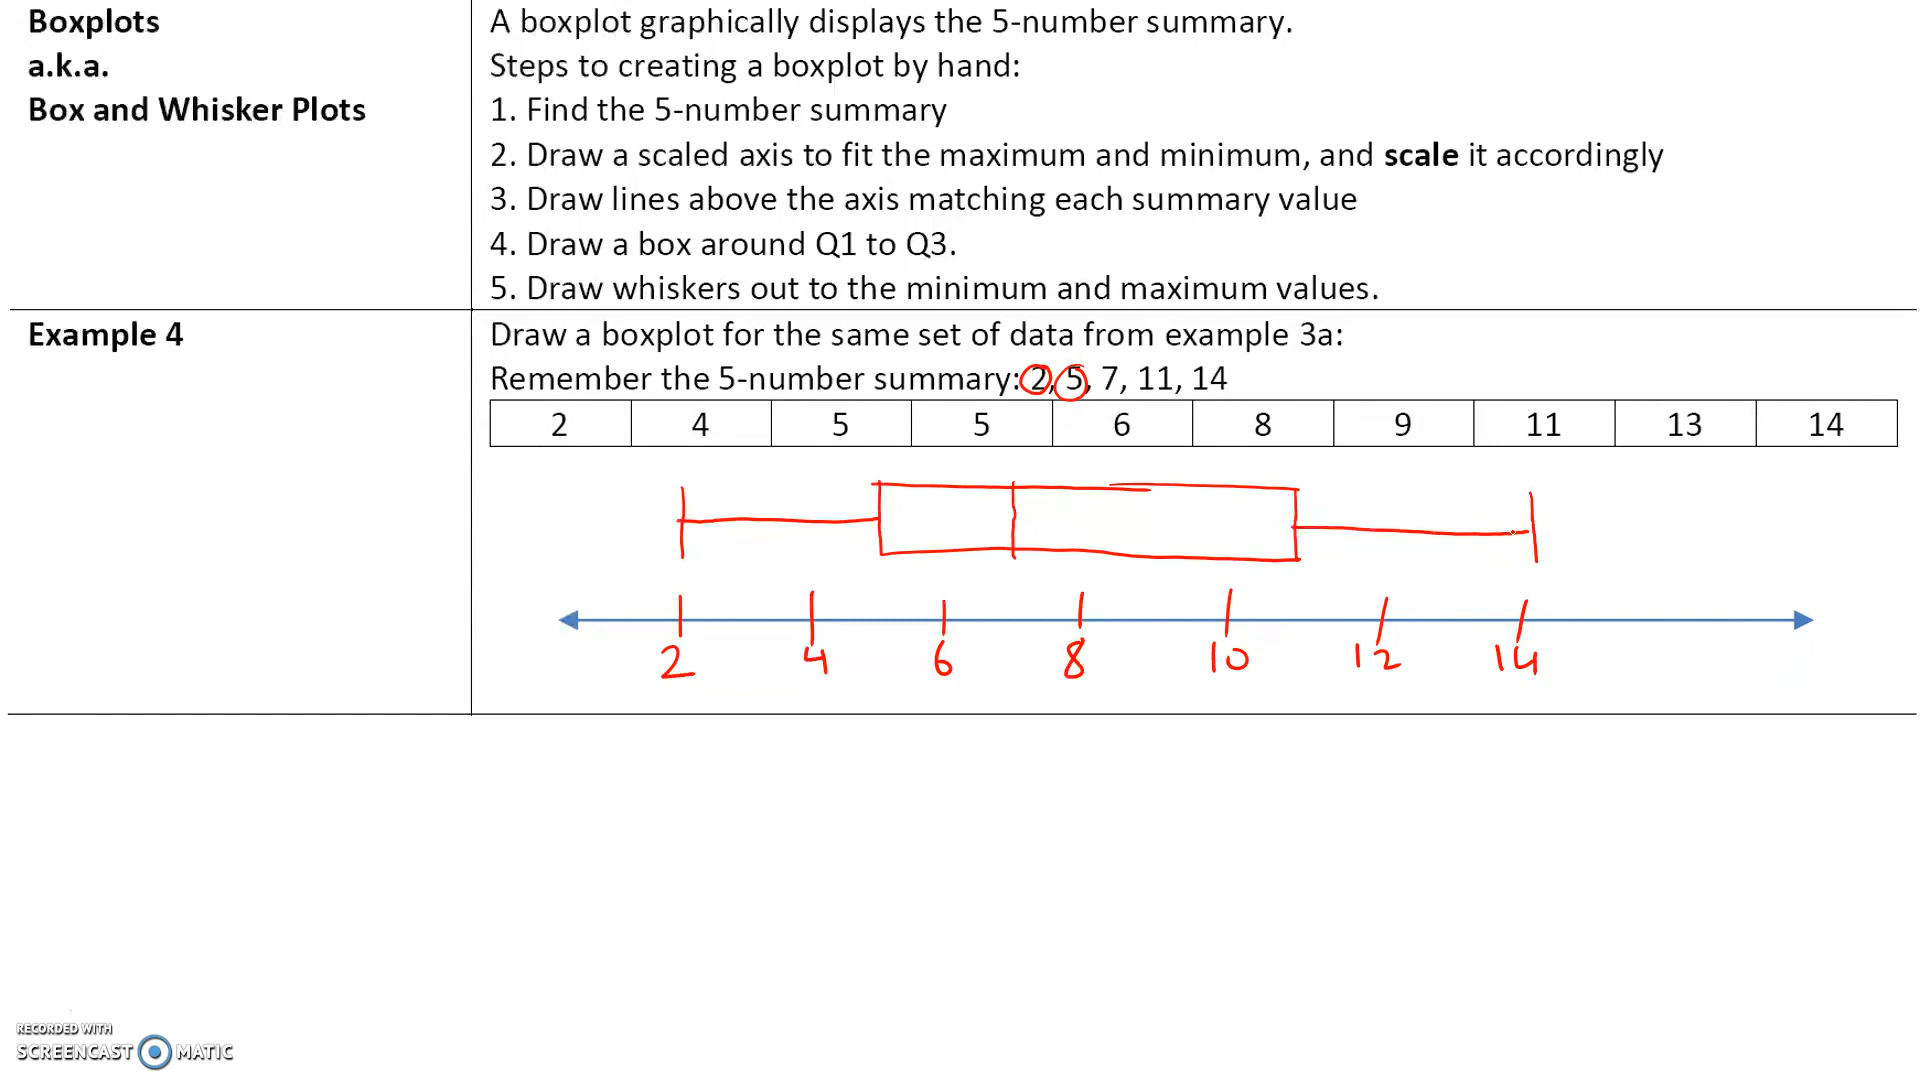 Boxplots
a.k.a.
Box and Whisker Plots
A boxplot graphically displays the 5-number summary.
Steps to creating a boxplot by hand:
1. Find the 5-number summary
2. Draw a scaled axis to fit the maximum and minimum, and scale it accordingly
3. Draw lines above the axis matching each summary value
4. Draw a box around Q1 to Q3.
5. Draw whiskers out to the minimum and maximum values.
Example 4
Draw a boxplot for the same set of data from example 3a:
Remember the 5-number summary: 2, 5, 7, 11, 14
2 4 5 5 6 8 9 11 13 14
2 4 6 8 10 12 14
RECORDED WITH
SCREENCAST MATIC